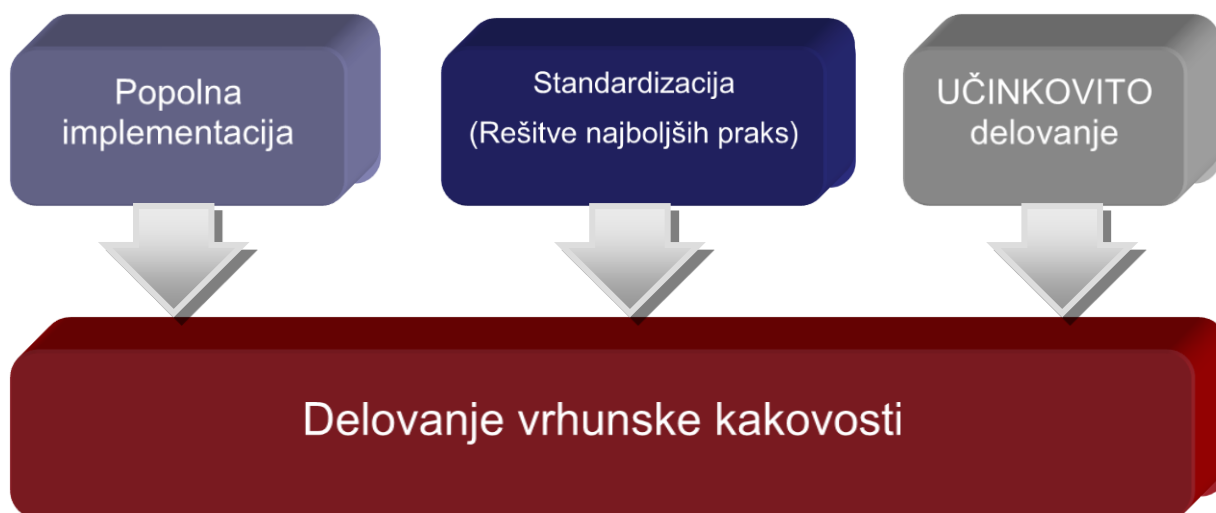 Popolna
implementacija
Standardizacija
(Rešitve najboljših praks)
UČINKOVITO
delovanje
Delovanje vrhunske kakovosti